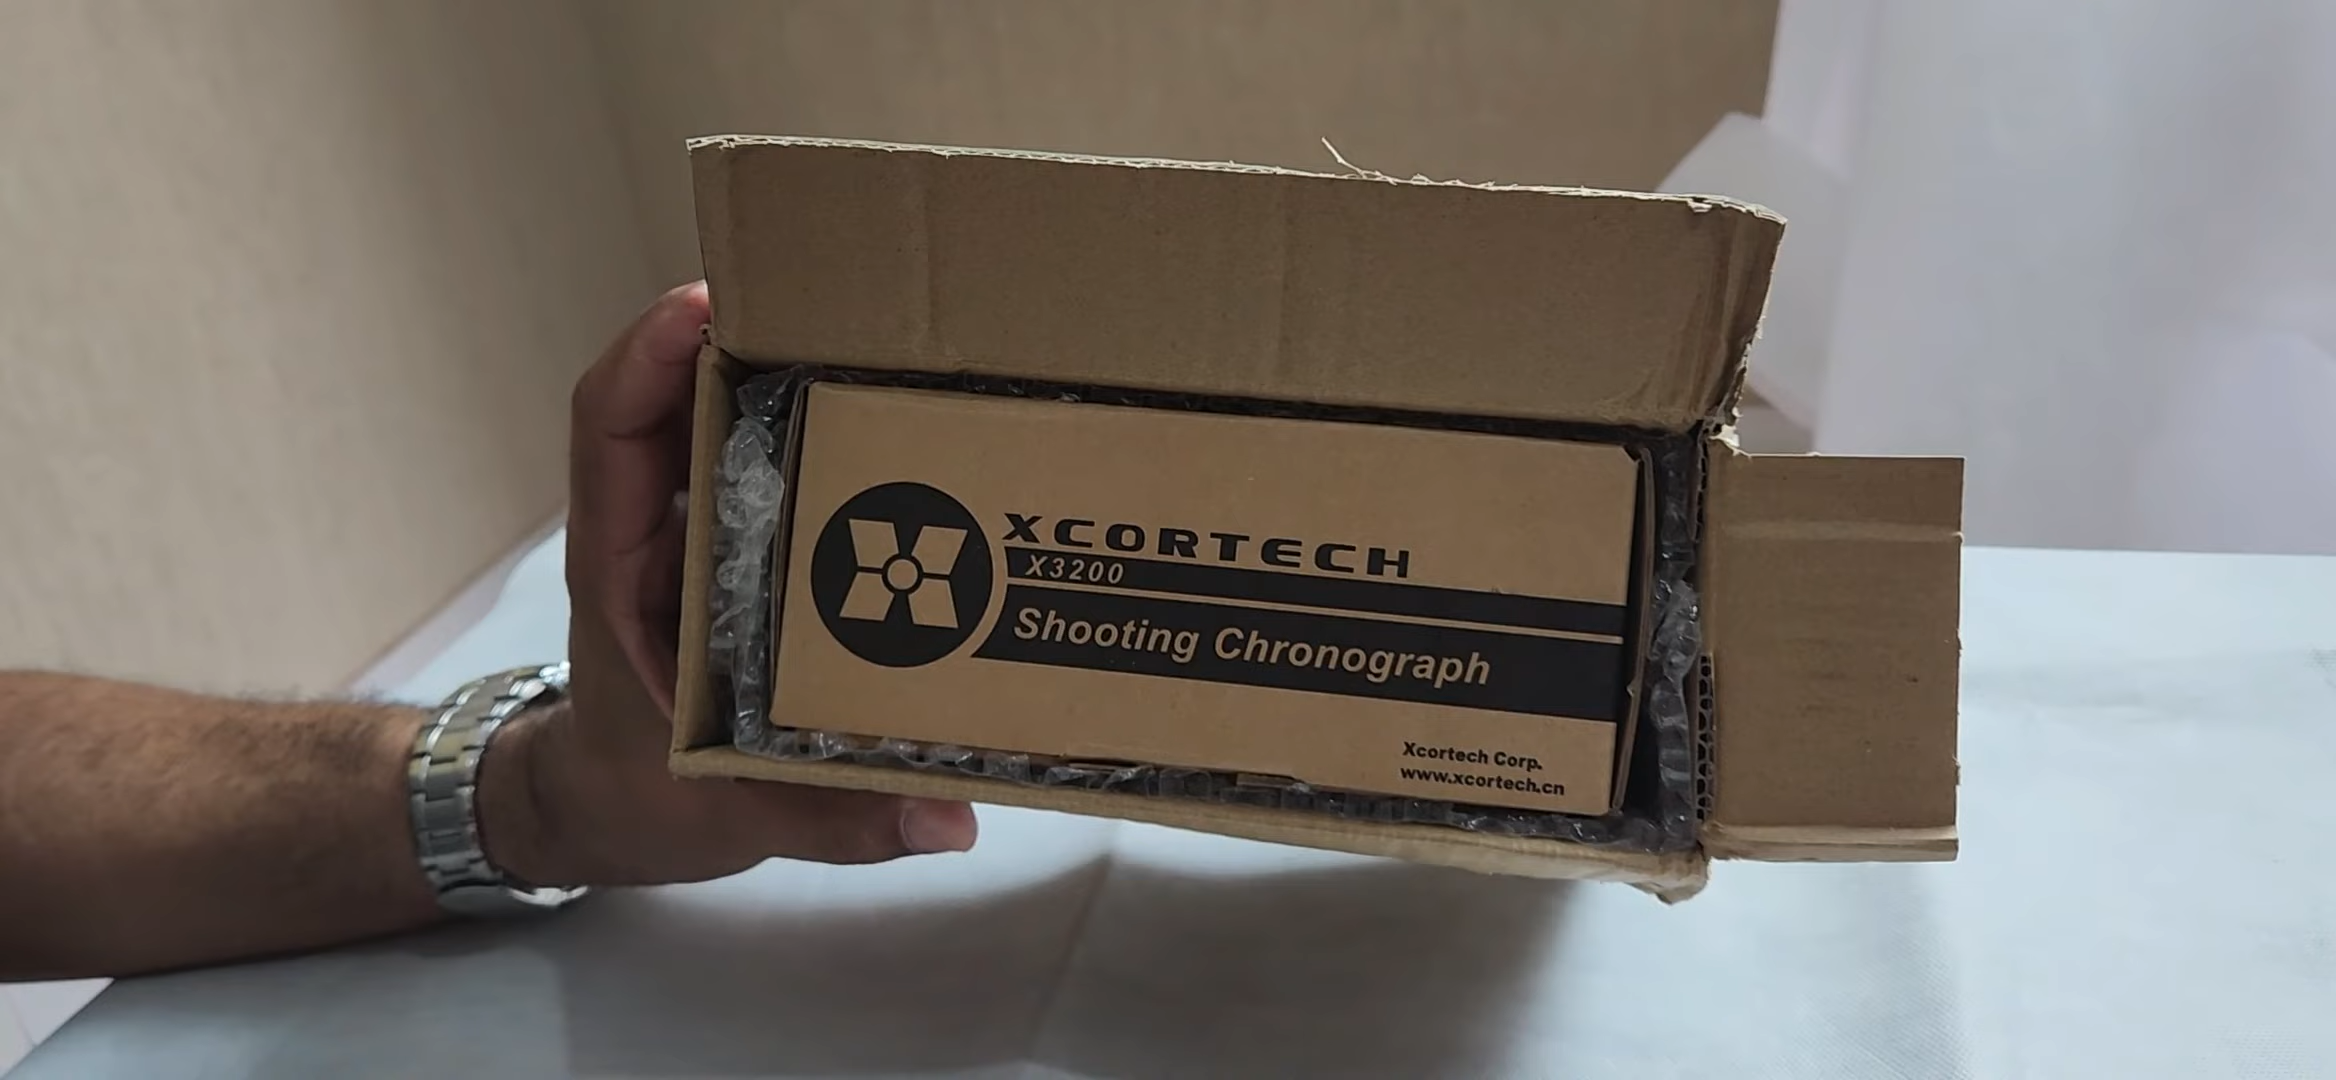 XCORTECH
X3200
Shooting Chronograph
Xcortech Corp.
www.xcortech.cn